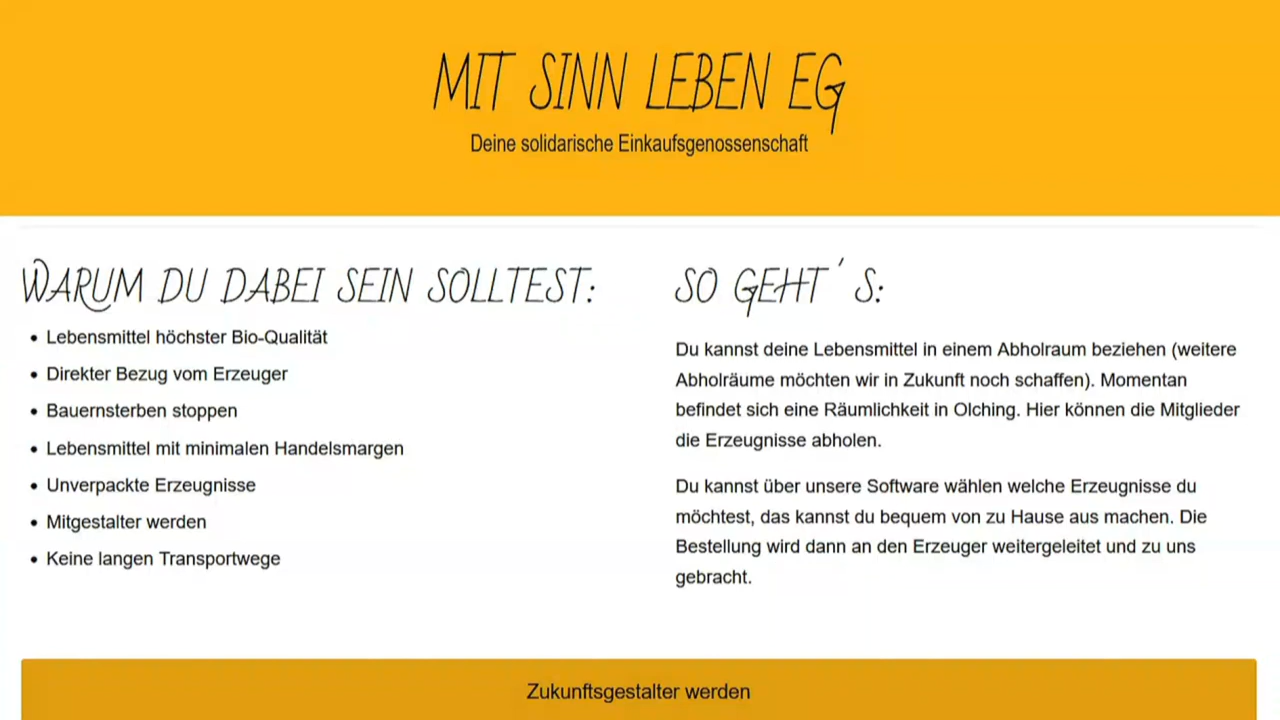 MIT SINN LEBEN EG
Deine solidarische Einkaufsgenossenschaft
WARUM DU DABEI SEIN SOLLTEST:
• Lebensmittel höchster Bio-Qualität
• Direkter Bezug vom Erzeuger
• Bauernsterben stoppen
• Lebensmittel mit minimalen Handelsmargen
• Unverpackte Erzeugnisse
• Mitgestalter werden
• Keine langen Transportwege
SO GEHT´S:
Du kannst deine Lebensmittel in einem Abholraum beziehen (weitere
Abholräume möchten wir in Zukunft noch schaffen). Momentan
befindet sich eine Räumlichkeit in Olching. Hier können die Mitglieder
die Erzeugnisse abholen.
Du kannst über unsere Software wählen welche Erzeugnisse du
möchtest, das kannst du bequem von zu Hause aus machen. Die
Bestellung wird dann an den Erzeuger weitergeleitet und zu uns
gebracht.
Zukunftsgestalter werden